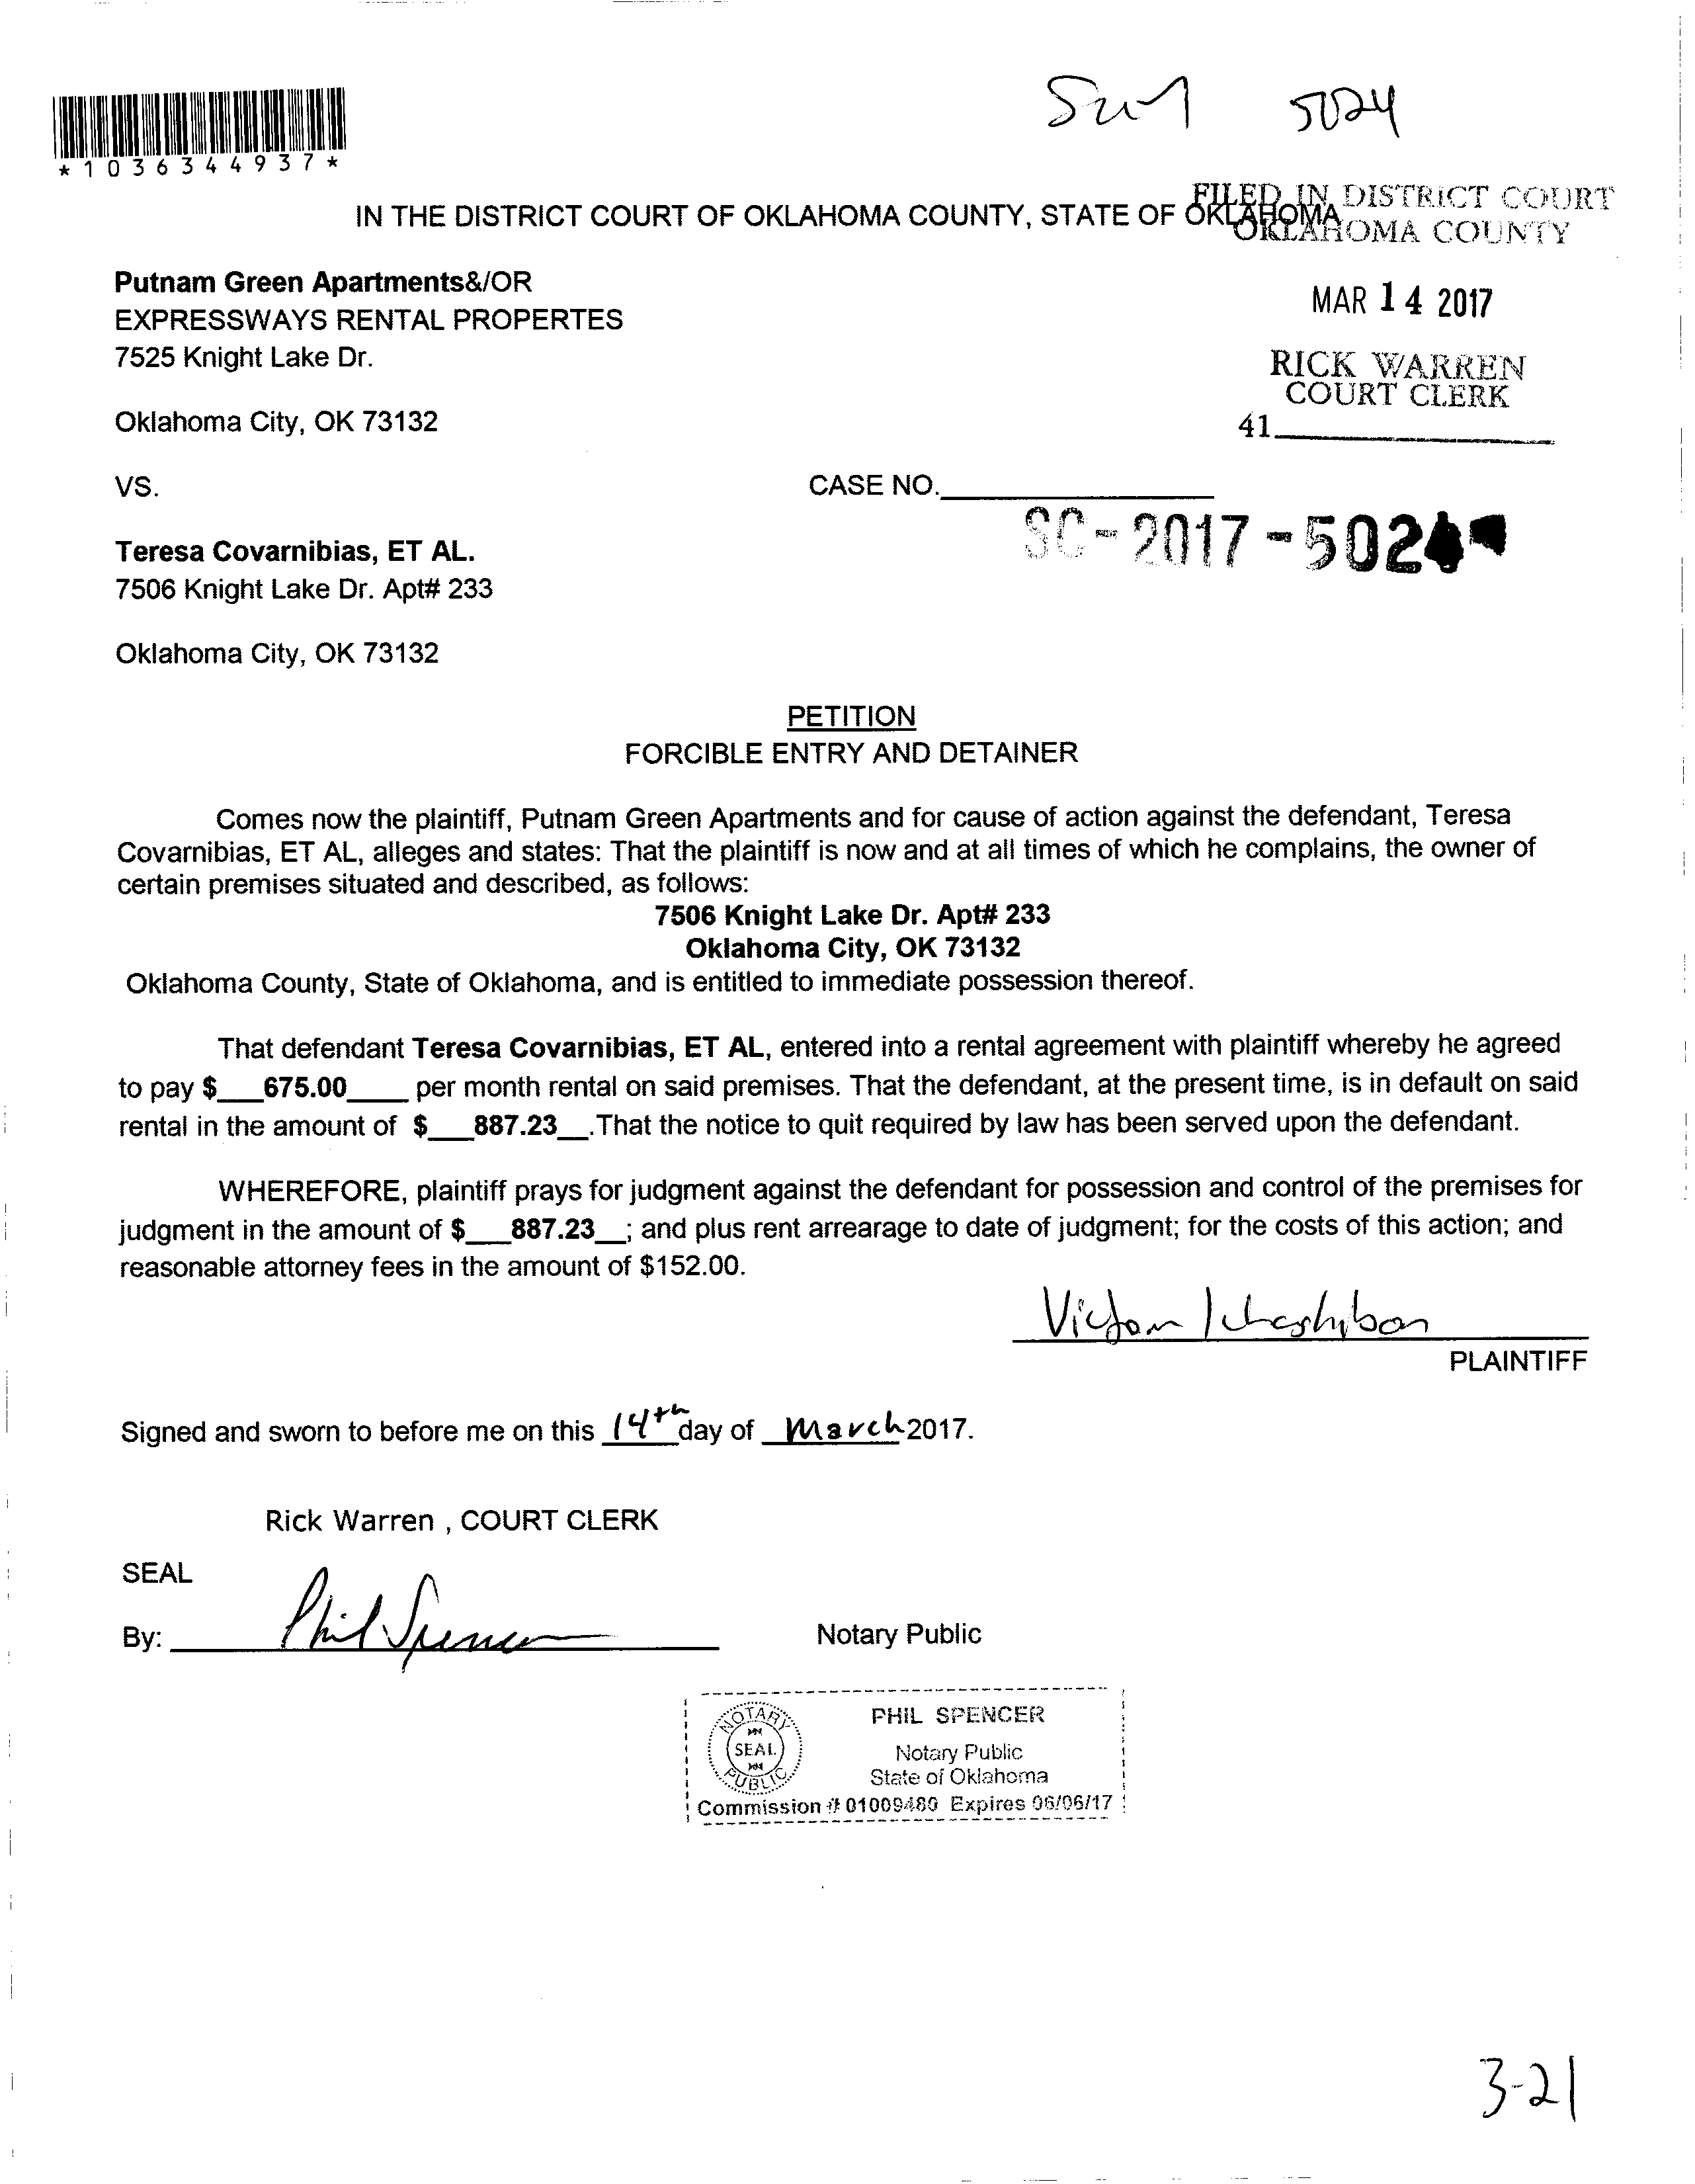 5024
*1036344937*
FILED IN DISTRICT COURT
OKLAHOMA COUNTY
IN THE DISTRICT COURT OF OKLAHOMA COUNTY, STATE OF OKLAHOMA
Putnam Green Apartments&/OR
EXPRESSWAYS RENTAL PROPERTES
7525 Knight Lake Dr.
MAR 14 2017
RICK WARREN
COURT CLERK
Oklahoma City, OK 73132
41
VS.
CASE NO.
SC-2017-502
Teresa Covarnibias, ET AL.
7506 Knight Lake Dr. Apt# 233
Oklahoma City, OK 73132
PETITION
FORCIBLE ENTRY AND DETAINER
Comes now the plaintiff, Putnam Green Apartments and for cause of action against the defendant, Teresa
Covarnibias, ET AL, alleges and states: That the plaintiff is now and at all times of which he complains, the owner of
certain premises situated and described, as follows:
7506 Knight Lake Dr. Apt# 233
Oklahoma City, OK 73132
Oklahoma County, State of Oklahoma, and is entitled to immediate possession thereof.
That defendant Teresa Covarnibias, ET AL, entered into a rental agreement with plaintiff whereby he agreed
to pay $___675.00____ per month rental on said premises. That the defendant, at the present time, is in default on said
rental in the amount of $___887.23__.That the notice to quit required by law has been served upon the defendant.
WHEREFORE, plaintiff prays for judgment against the defendant for possession and control of the premises for
judgment in the amount of $___887.23__; and plus rent arrearage to date of judgment; for the costs of this action; and
reasonable attorney fees in the amount of $152.00.
PLAINTIFF
Signed and sworn to before me on this 14th day of March 2017.
Rick Warren , COURT CLERK
SEAL
By: Phil Spencer Notary Public
NOTARY PUBLIC
SEAL
PHIL SPENCER
Notary Public
State of Oklahoma
Commission # 01009480 Expires 06/06/17
3-21